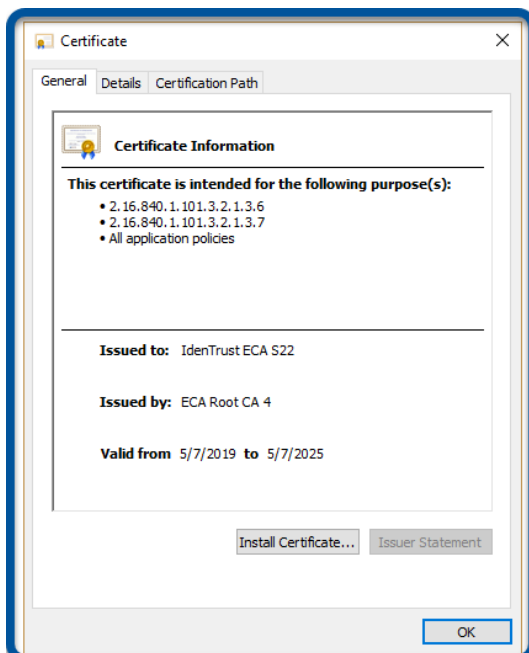 Certificate
General Details Certification Path
Certificate Information
This certificate is intended for the following purpose(s):
• 2.16.840.1.101.3.2.1.3.6
• 2.16.840.1.101.3.2.1.3.7
• All application policies
Issued to: IdenTrust ECA S22
Issued by: ECA Root CA 4
Valid from 5/7/2019 to 5/7/2025
Install Certificate... Issuer Statement
OK